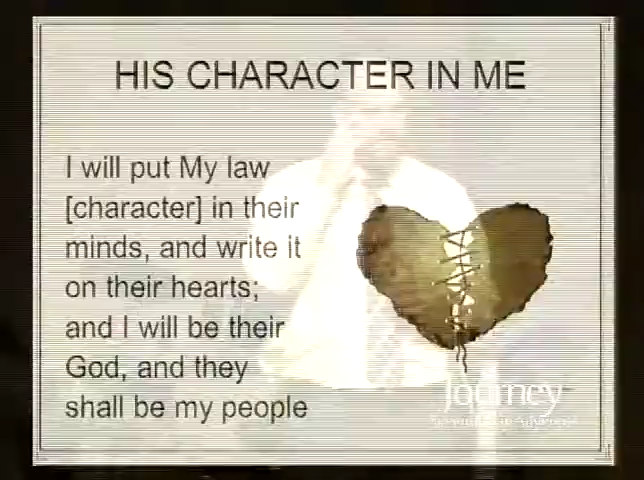 HIS CHARACTER IN ME
I will put My law
[character] in their
minds, and write it
on their hearts;
and I will be their
God, and they
shall be my people
Journey